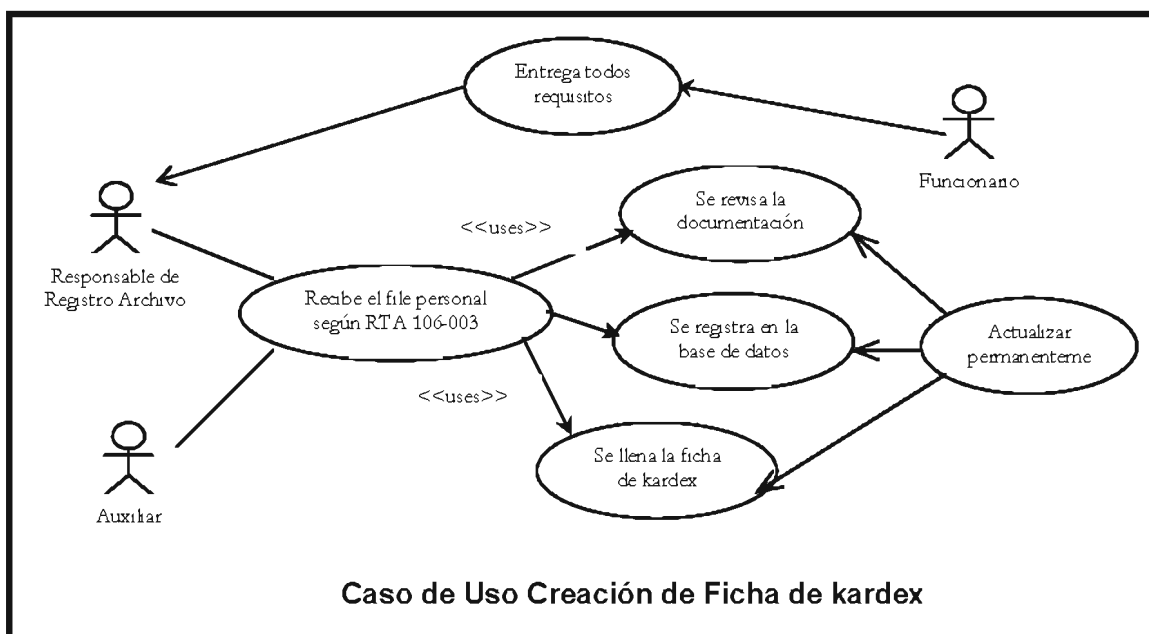 Entrega todos
requisitos
Funcionario
Se revisa la
documentación
<<uses>>
Responsable de
Registro Archivo
Recibe el file personal
según RTA 106-003
Se registra en la
base de datos
Actualizar
permanenteme
<<uses>>
Se llena la ficha
de kardex
Auxiliar
Caso de Uso Creación de Ficha de kardex